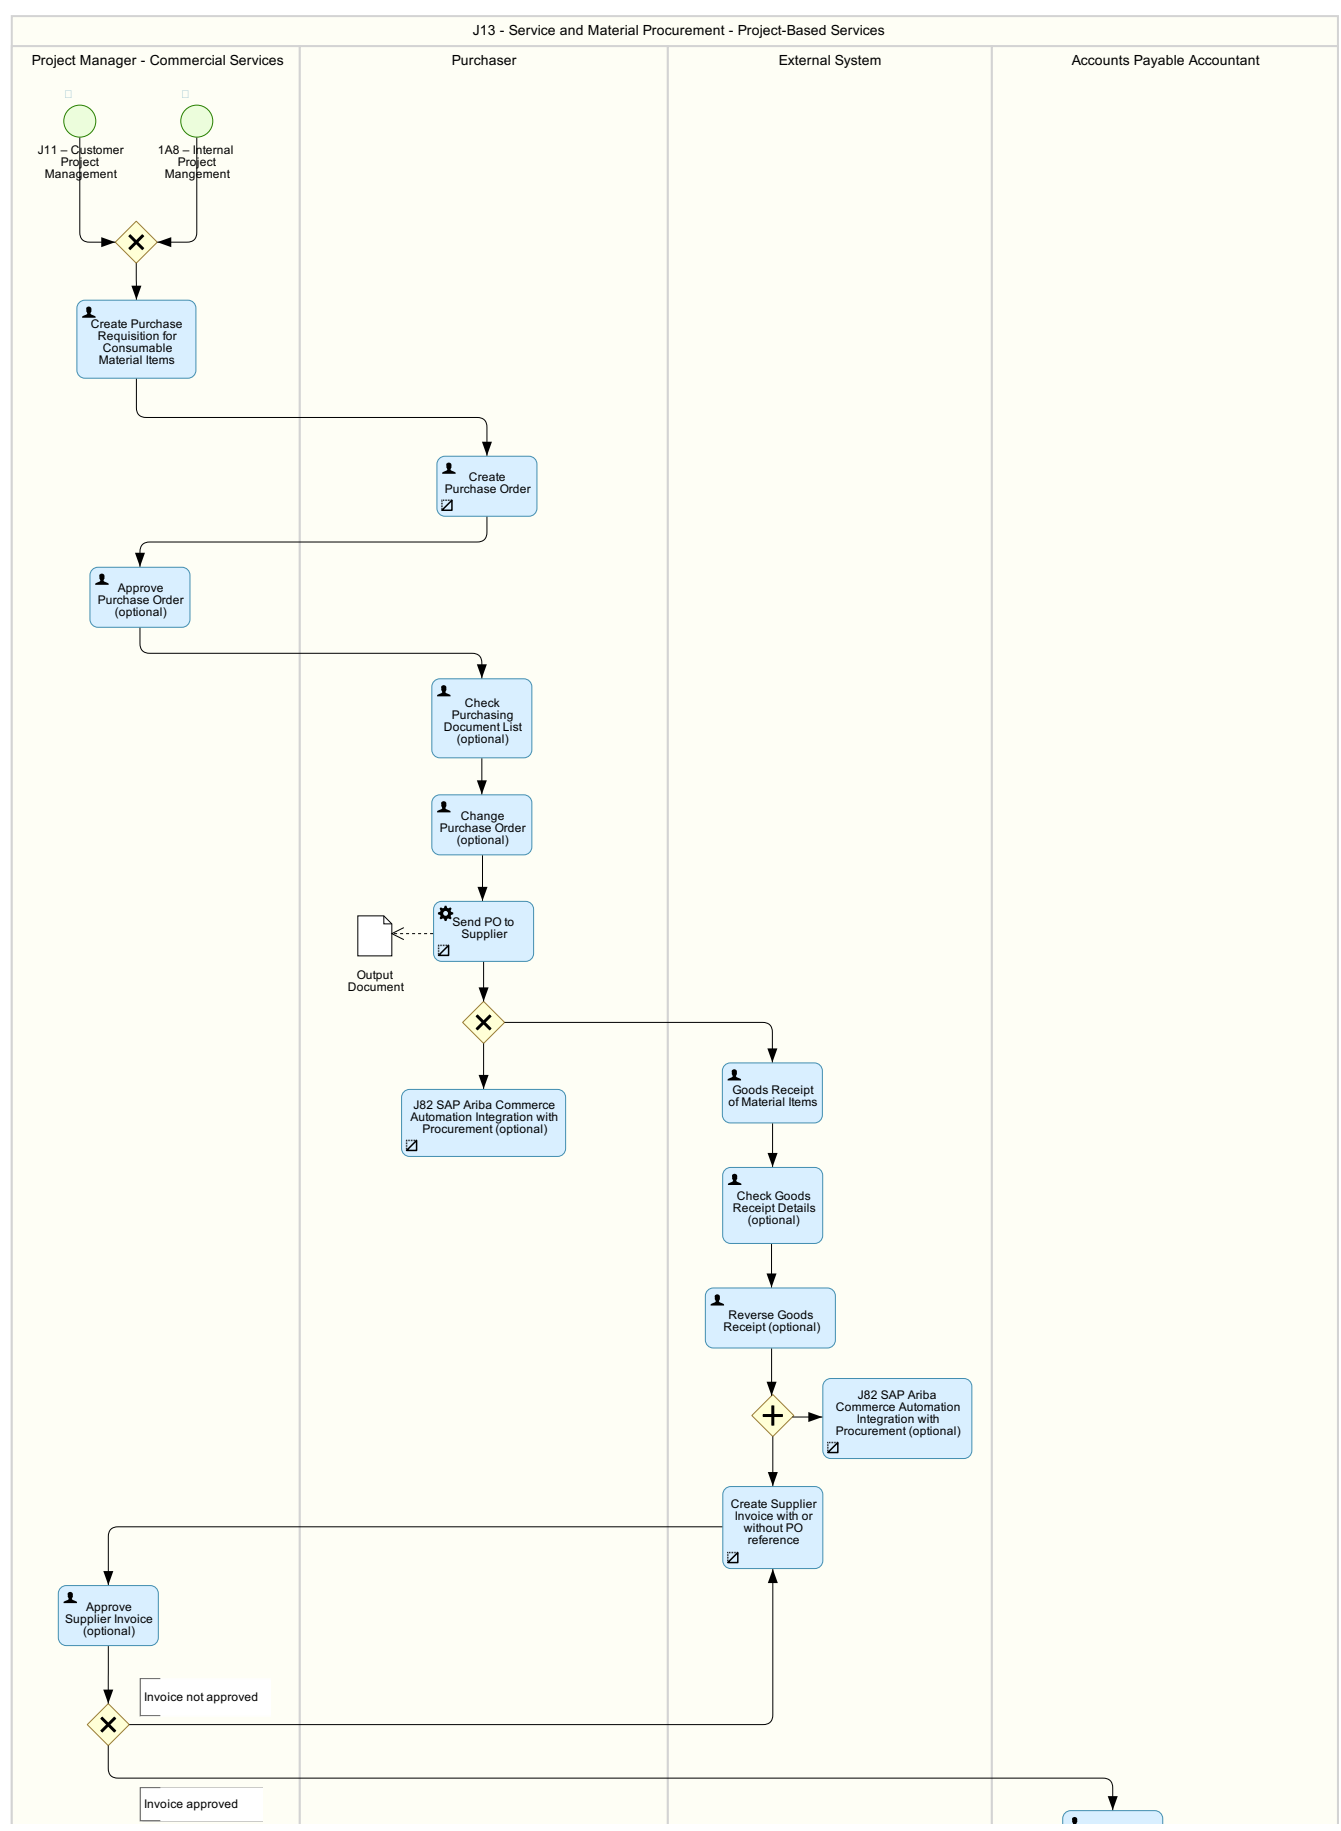 J13 - Service and Material Procurement - Project-Based Services
Project Manager - Commercial Services
Purchaser
External System
Accounts Payable Accountant
J11 – Customer
Project
Management
1A8 – Internal
Project
Mangement
Create Purchase
Requisition for
Consumable
Material Items
Create
Purchase Order
Approve
Purchase Order
(optional)
Check
Purchasing
Document List
(optional)
Change
Purchase Order
(optional)
Send PO to
Supplier
Output
Document
J82 SAP Ariba Commerce
Automation Integration with
Procurement (optional)
Goods Receipt
of Material Items
Check Goods
Receipt Details
(optional)
Reverse Goods
Receipt (optional)
J82 SAP Ariba
Commerce Automation
Integration with
Procurement (optional)
Create Supplier
Invoice with or
without PO
reference
Approve
Supplier Invoice
(optional)
Invoice not approved
Invoice approved